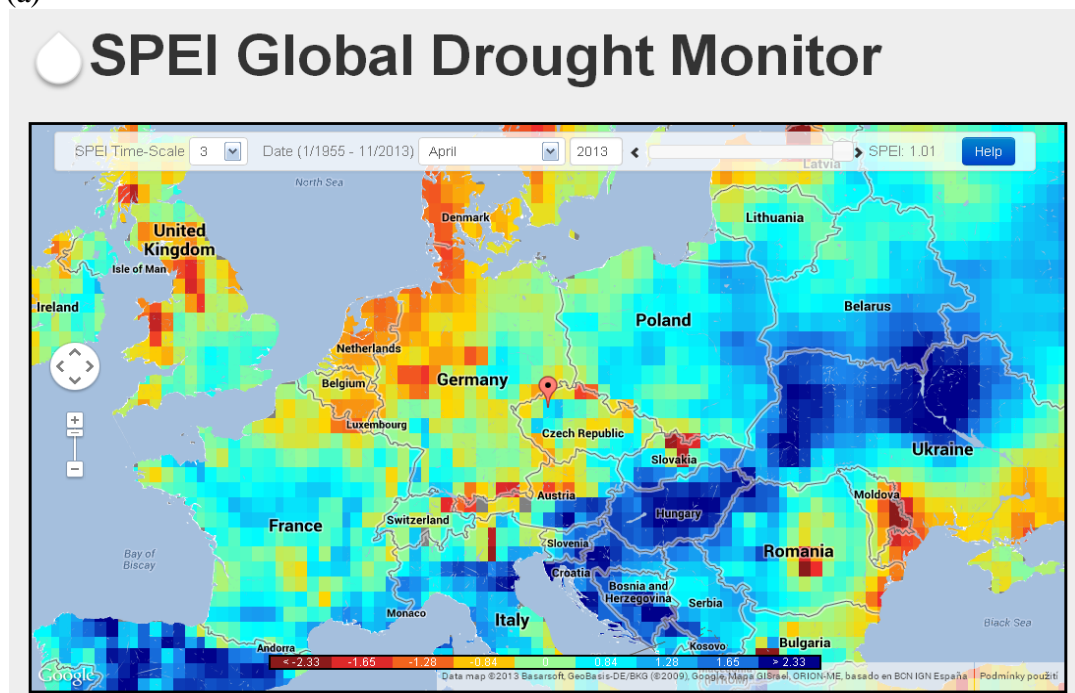 (a)
SPEI Global Drought Monitor
SPEI Time-Scale 3 Date (1/1955 - 11/2013) April 2013 SPEI: 1.01 Help
Latvia
North Sea
Denmark
Lithuania
United
Kingdom
Isle of Man
Ireland
Belarus
Poland
Netherlands
Germany
Belgium
Luxembourg
Czech Republic
Slovakia
Ukraine
Austria
Moldova
Hungary
France
Switzerland
Slovenia
Romania
Bay of
Biscay
Croatia
Bosnia and
Herzegovina
Serbia
Monaco
Italy
Black Sea
Andorra
Kosovo
Bulgaria
< -2.33 -1.65 -1.28 -0.84 0 0.84 1.28 1.65 > 2.33
Google
Data map ©2013 Basarsoft, GeoBasis-DE/BKG (©2009), Google, Mapa GISrael, ORION-ME, basado en BCN IGN España Podmínky použití